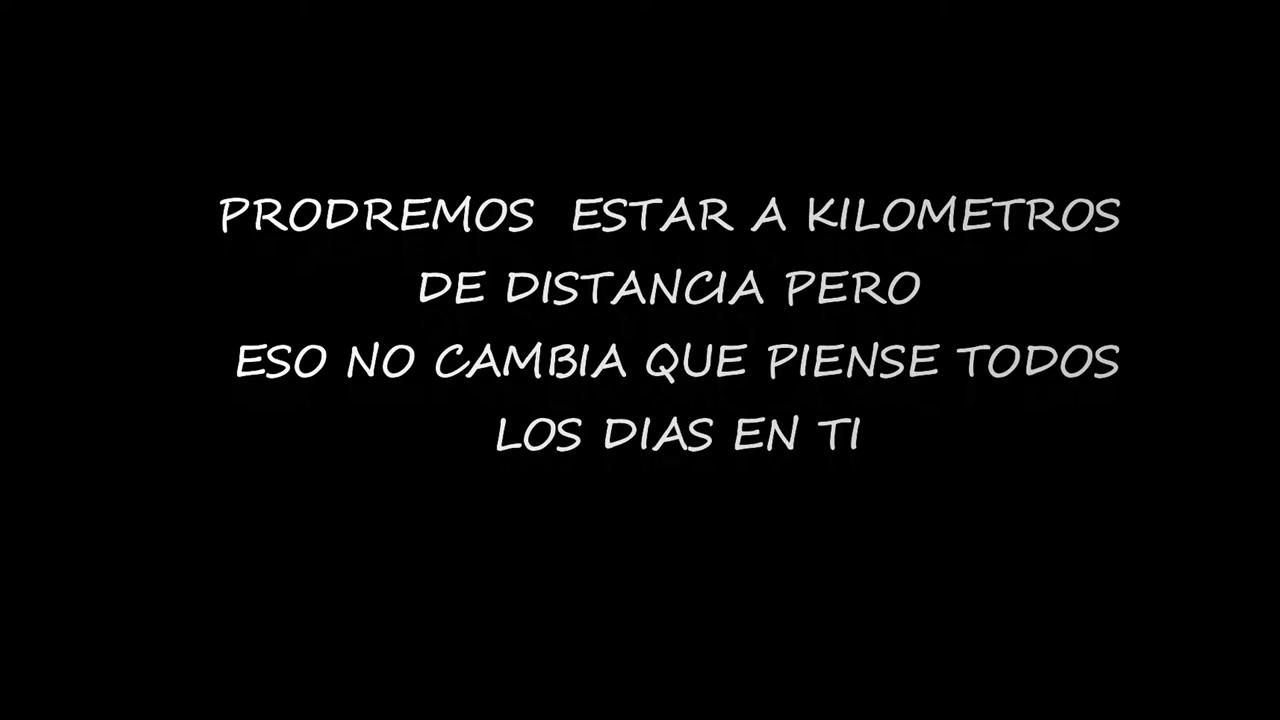 PRODREMOS ESTAR A KILOMETROS
DE DISTANCIA PERO
ESO NO CAMBIA QUE PIENSE TODOS
LOS DIAS EN TI